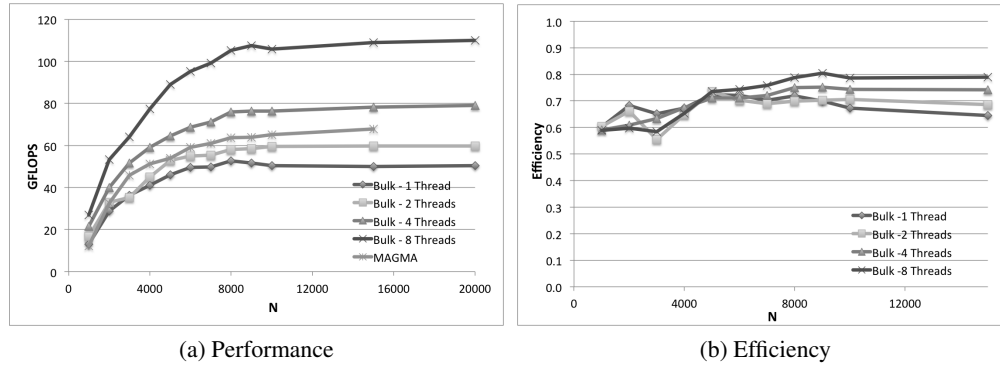 120
100
80
60
40
20
0
GFLOPS
0 4000 8000 12000 16000 20000
N
Bulk - 1 Thread
Bulk - 2 Threads
Bulk - 4 Threads
Bulk - 8 Threads
MAGMA
(a) Performance
1.0
0.9
0.8
0.7
0.6
0.5
0.4
0.3
0.2
0.1
0.0
Efficiency
0 4000 8000 12000
N
Bulk -1 Thread
Bulk -2 Threads
Bulk -4 Threads
Bulk -8 Threads
(b) Efficiency